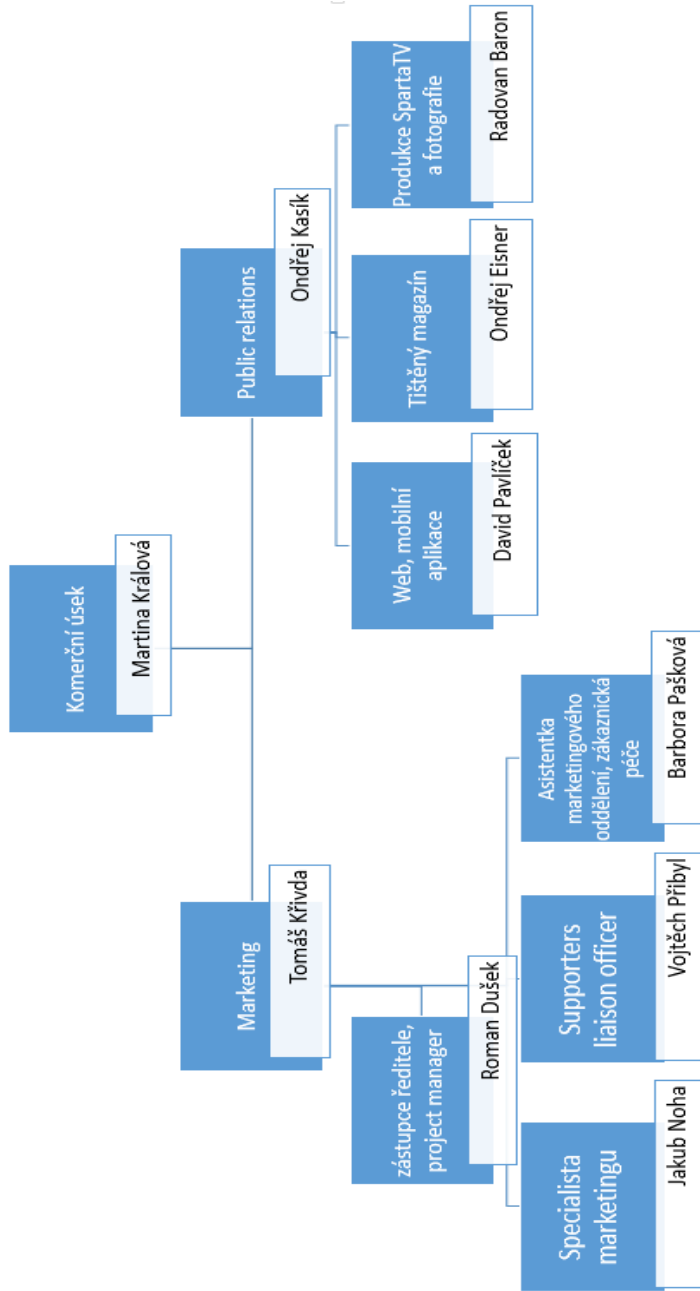 Komerční úsek
Martina Králová
Marketing
Tomáš Křivda
Public relations
Ondřej Kasík
zástupce ředitele,
project manager
Roman Dušek
Web, mobilní
aplikace
David Pavlíček
Tištěný magazín
Ondřej Eisner
Produkce SpartaTV
a fotografie
Radovan Baron
Specialista
marketingu
Jakub Noha
Supporters
liaison officer
Vojtěch Přibyl
Asistentka
marketingového
oddělení, zákaznická
péče
Barbora Pašková